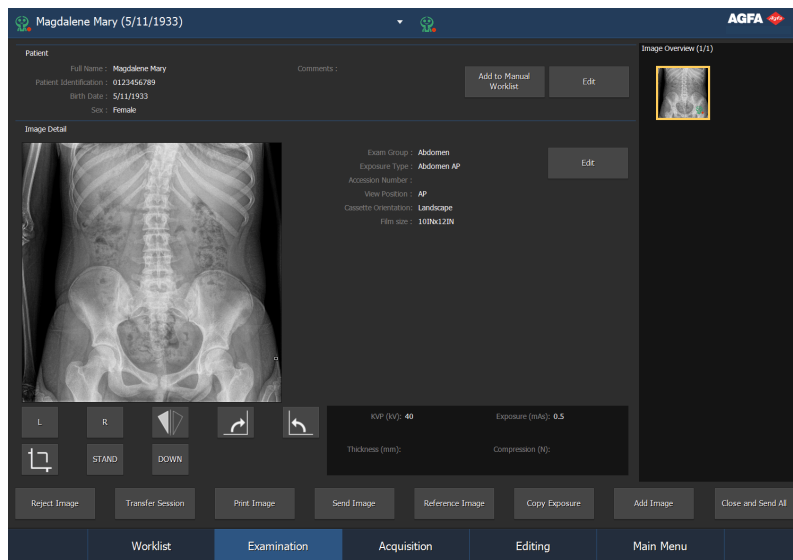 Magdalene Mary (5/11/1933)
AGFA
Patient
Full Name : Magdalene Mary
Comments :
Patient Identification : 0123456789
Birth Date : 5/11/1933
Sex : Female
Add to Manual
Worklist
Edit
Image Overview (1/1)
Image Detail
Exam Group : Abdomen
Exposure Type : Abdomen AP
Accession Number :
View Position : AP
Cassette Orientation: Landscape
Film size : 10INx12IN
Edit
L
R
STAND
DOWN
KVP (kV): 40
Exposure (mAs): 0.5
Thickness (mm):
Compression (N):
Reject Image
Transfer Session
Print Image
Send Image
Reference Image
Copy Exposure
Add Image
Close and Send All
Worklist
Examination
Acquisition
Editing
Main Menu